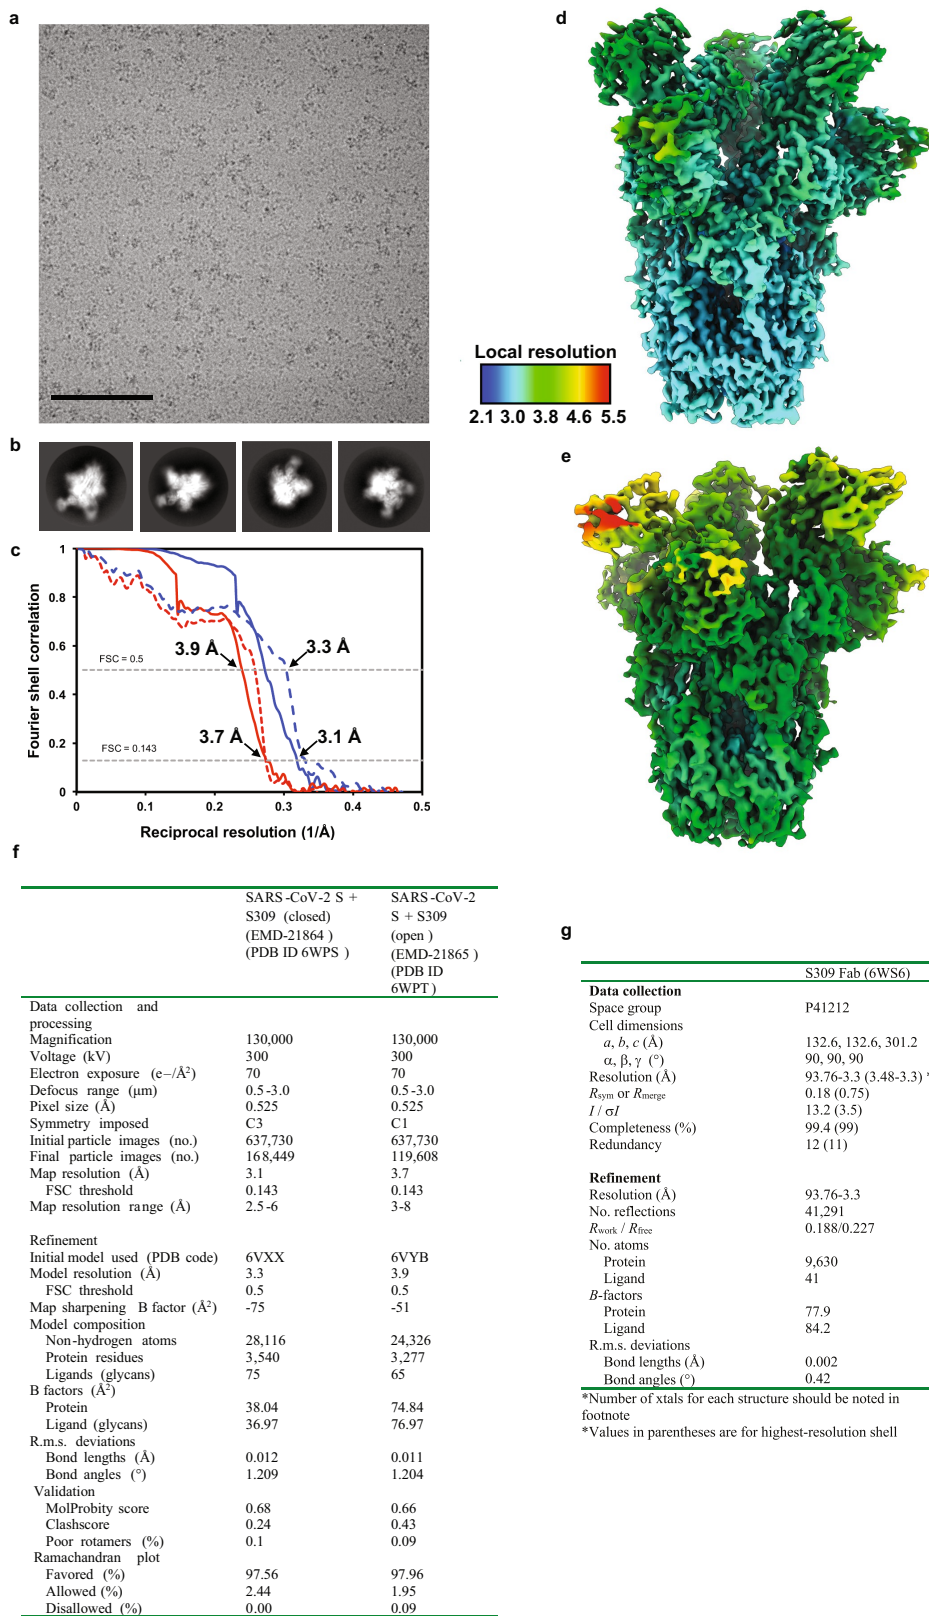 a
d
Local resolution
2.1 3.0 3.8 4.6 5.5
b
e
c
1
0.8
0.6
0.4
0.2
0
Fourier shell correlation
3.9 Å
3.3 Å
FSC = 0.5
3.7 Å
3.1 Å
FSC = 0.143
0 0.1 0.2 0.3 0.4 0.5
Reciprocal resolution (1/Å)
f
SARS-CoV-2 S + SARS-CoV-2
S309 (closed) S + S309
(EMD-21864) (open)
(PDB ID 6WPS) (EMD-21865)
(PDB ID
6WPT)
Data collection and
processing
Magnification 130,000 130,000
Voltage (kV) 300 300
Electron exposure (e–/Å²) 70 70
Defocus range (μm) 0.5-3.0 0.5-3.0
Pixel size (Å) 0.525 0.525
Symmetry imposed C3 C1
Initial particle images (no.) 637,730 637,730
Final particle images (no.) 168,449 119,608
Map resolution (Å) 3.1 3.7
FSC threshold 0.143 0.143
Map resolution range (Å) 2.5-6 3-8
Refinement
Initial model used (PDB code) 6VXX 6VYB
Model resolution (Å) 3.3 3.9
FSC threshold 0.5 0.5
Map sharpening B factor (Å²) -75 -51
Model composition
Non-hydrogen atoms 28,116 24,326
Protein residues 3,540 3,277
Ligands (glycans) 75 65
B factors (Å²)
Protein 38.04 74.84
Ligand (glycans) 36.97 76.97
R.m.s. deviations
Bond lengths (Å) 0.012 0.011
Bond angles (°) 1.209 1.204
Validation
MolProbity score 0.68 0.66
Clashscore 0.24 0.43
Poor rotamers (%) 0.1 0.09
Ramachandran plot
Favored (%) 97.56 97.96
Allowed (%) 2.44 1.95
Disallowed (%) 0.00 0.09
g
S309 Fab (6WS6)
Data collection
Space group P41212
Cell dimensions
a, b, c (Å) 132.6, 132.6, 301.2
α, β, γ (°) 90, 90, 90
Resolution (Å) 93.76-3.3 (3.48-3.3) *
Rsym or Rmerge 0.18 (0.75)
I / σI 13.2 (3.5)
Completeness (%) 99.4 (99)
Redundancy 12 (11)
Refinement
Resolution (Å) 93.76-3.3
No. reflections 41,291
Rwork / Rfree 0.188/0.227
No. atoms
Protein 9,630
Ligand 41
B-factors
Protein 77.9
Ligand 84.2
R.m.s. deviations
Bond lengths (Å) 0.002
Bond angles (°) 0.42
*Number of xtals for each structure should be noted in
footnote
*Values in parentheses are for highest-resolution shell